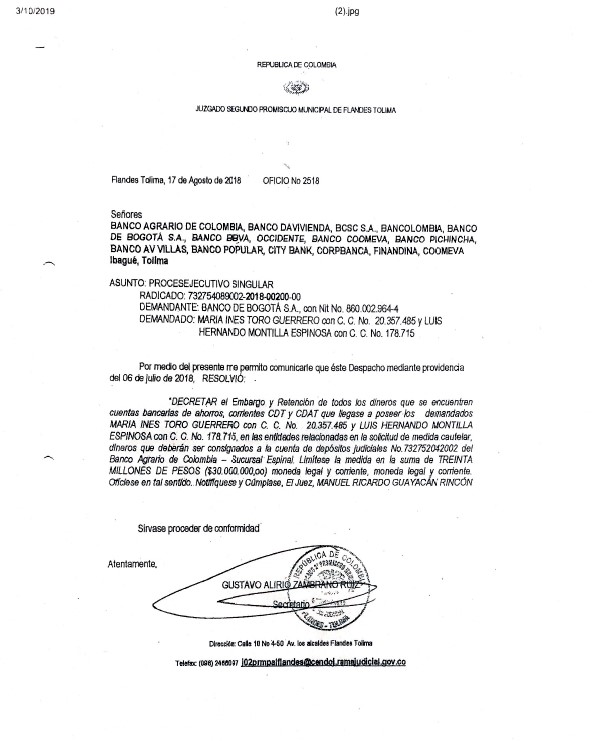 3/10/2019
(2).jpg
REPUBLICA DE COLOMBIA
JUZGADO SEGUNDO PROMISCUO MUNICIPAL DE FLANDES TOLIMA
Flandes Tolima, 17 de Agosto de 2018 OFICIO No 2518
Señores
BANCO AGRARIO DE COLOMBIA, BANCO DAVIVIENDA, BCSC S.A., BANCOLOMBIA, BANCO
DE BOGOTÁ S.A., BANCO BBVA, OCCIDENTE, BANCO COOMEVA, BANCO PICHINCHA,
BANCO AV VILLAS, BANCO POPULAR, CITY BANK, CORPBANCA, FINANDINA, COOMEVA
Ibagué, Tolima
ASUNTO: PROCESEJECUTIVO SINGULAR
RADICADO: 732754089002-2018-00200-00
DEMANDANTE: BANCO DE BOGOTÁ S.A., con Nit No. 860.002.964-4
DEMANDADO: MARIA INES TORO GUERRERO con C. C. No. 20.357.485 y LUIS
HERNANDO MONTILLA ESPINOSA con C. C. No. 178.715
Por medio del presente me permito comunicarle que éste Despacho mediante providencia
del 06 de julio de 2018, RESOLVIÓ:
"DECRETAR el Embargo y Retención de todos los dineros que se encuentren
cuentas bancarias de ahorros, corrientes CDT y CDAT que llegase a poseer los demandados
MARIA INES TORO GUERRERO con C. C. No. 20.357.485 y LUIS HERNANDO MONTILLA
ESPINOSA con C. C. No. 178.715, en las entidades relacionadas en la solicitud de medida cautelar,
dineros que deberán ser consignados a la cuenta de depósitos judiciales No.732752042002 del
Banco Agrario de Colombia – Sucursal Espinal. Limítese la medida en la suma de TREINTA
MILLONES DE PESOS ($30.000.000,oo) moneda legal y corriente, moneda legal y corriente.
Ofíciese en tal sentido. Notifíquese y Cúmplase, El Juez, MANUEL RICARDO GUAYACÁN RINCÓN
Sírvase proceder de conformidad
Atentamente,
REPÚBLICA DE COLOMBIA
GUSTAVO ALIRIO ZAMBRANO RUIZ
Secretario
FLANDES - TOLIMA
Dirección: Calle 10 No 4-50 Av. los alcaldes Flandes Tolima
Telefax: (098) 2466097 j02prmpalflandes@cendoj.ramajudicial.gov.co